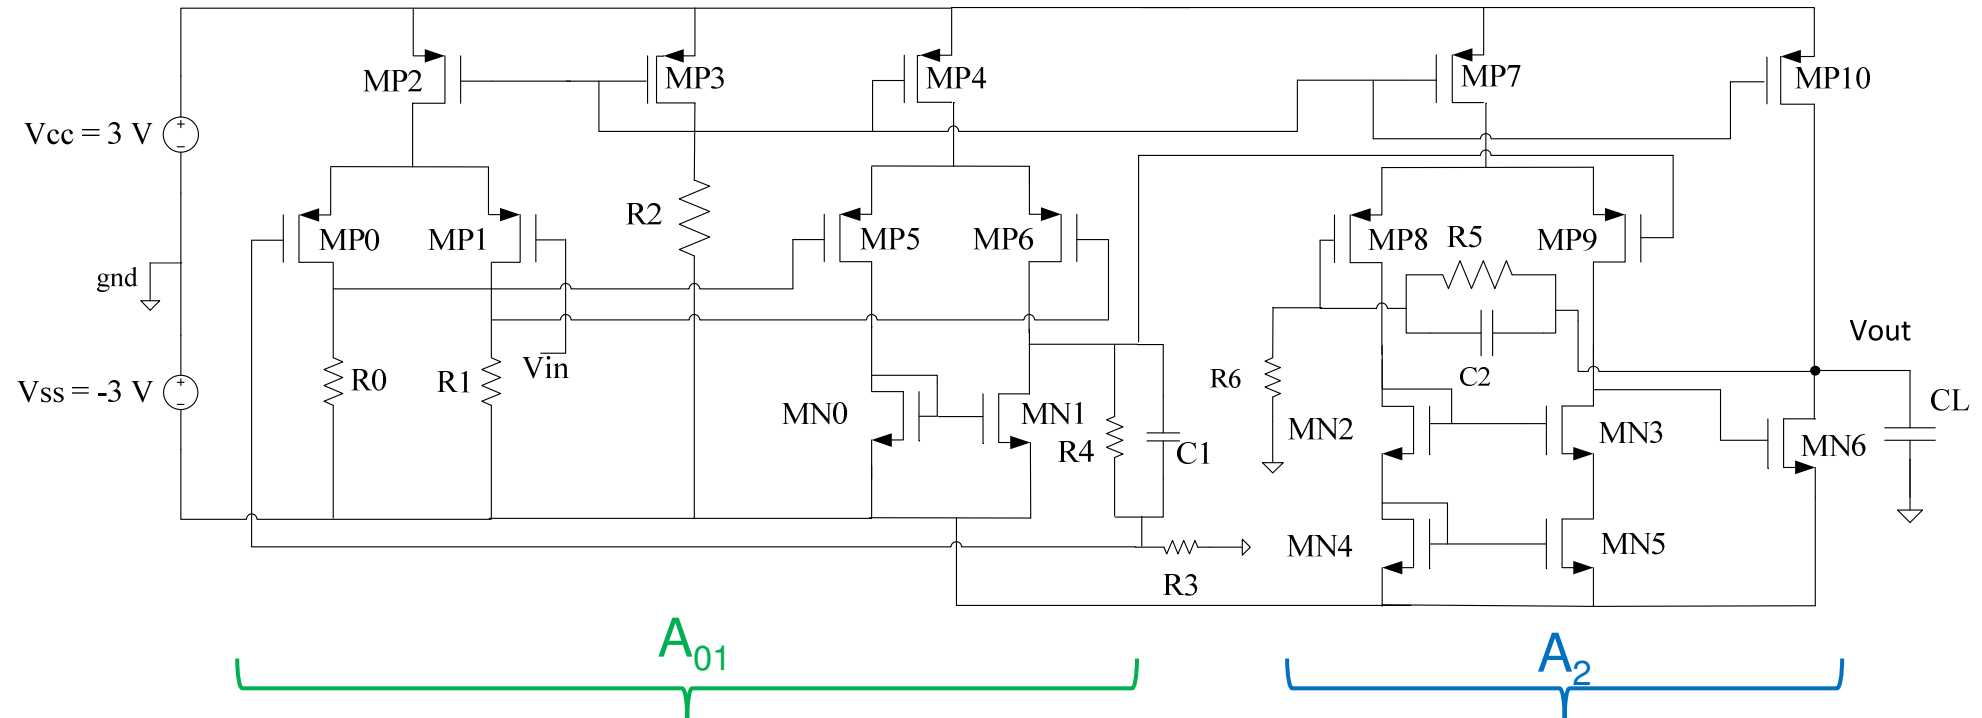 MP2
MP3
MP4
MP7
MP10
Vcc = 3 V
R2
MP0
MP1
MP5
MP6
MP8
R5
MP9
gnd
Vin
Vout
Vss = -3 V
R0
R1
R6
C2
CL
MN0
MN1
R4
C1
MN2
MN3
MN6
MN4
MN5
R3
A01
A2